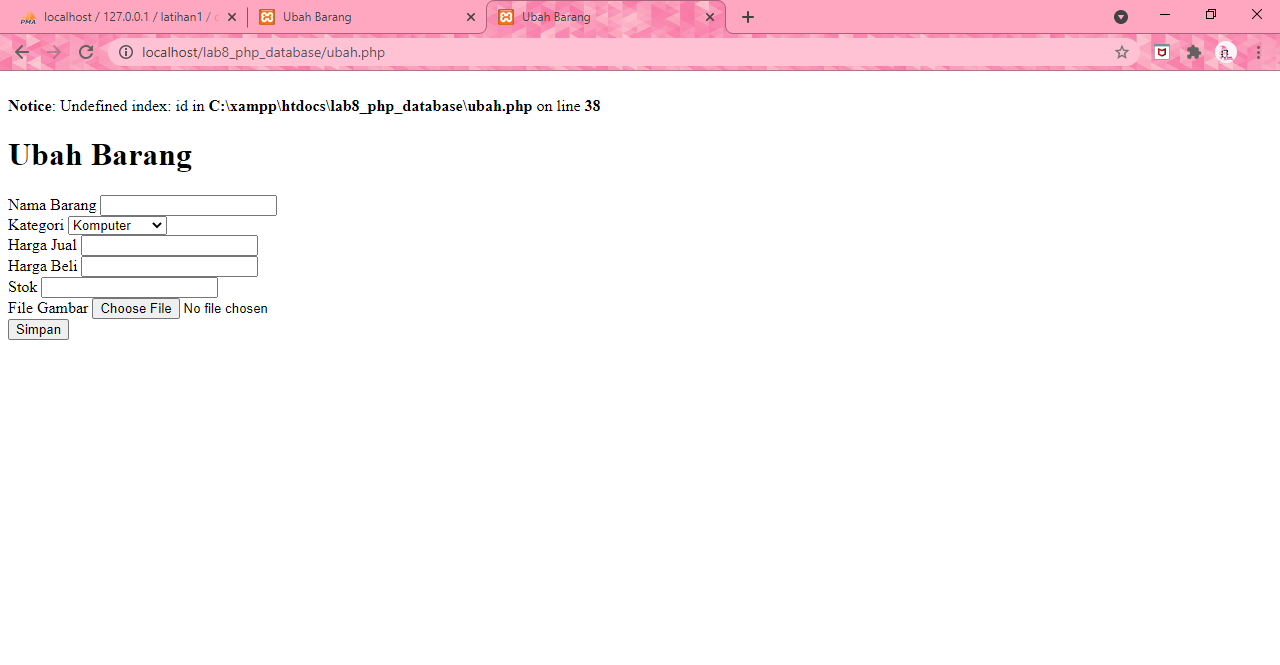 PMA localhost / 127.0.0.1 / latihan1 / Ubah Barang Ubah Barang
localhost/lab8_php_database/ubah.php
Notice: Undefined index: id in C:\xampp\htdocs\lab8_php_database\ubah.php on line 38
Ubah Barang
Nama Barang
Kategori Komputer
Harga Jual
Harga Beli
Stok
File Gambar Choose File No file chosen
Simpan